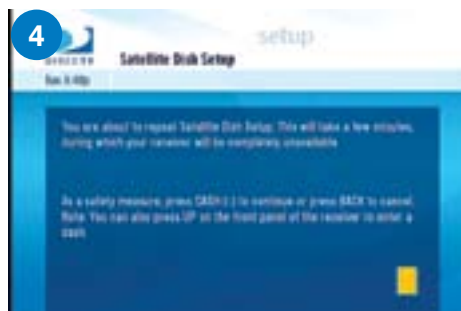 4
setup
DIRECTV
Satellite Dish Setup
You are about to repeat Satellite Dish Setup. This will take a few minutes,
during which your receiver will be completely unavailable.
As a safety measure, press DASH (-) to continue or press BACK to cancel.
Note: You can also press UP on the front panel of the receiver to enter a
dash.